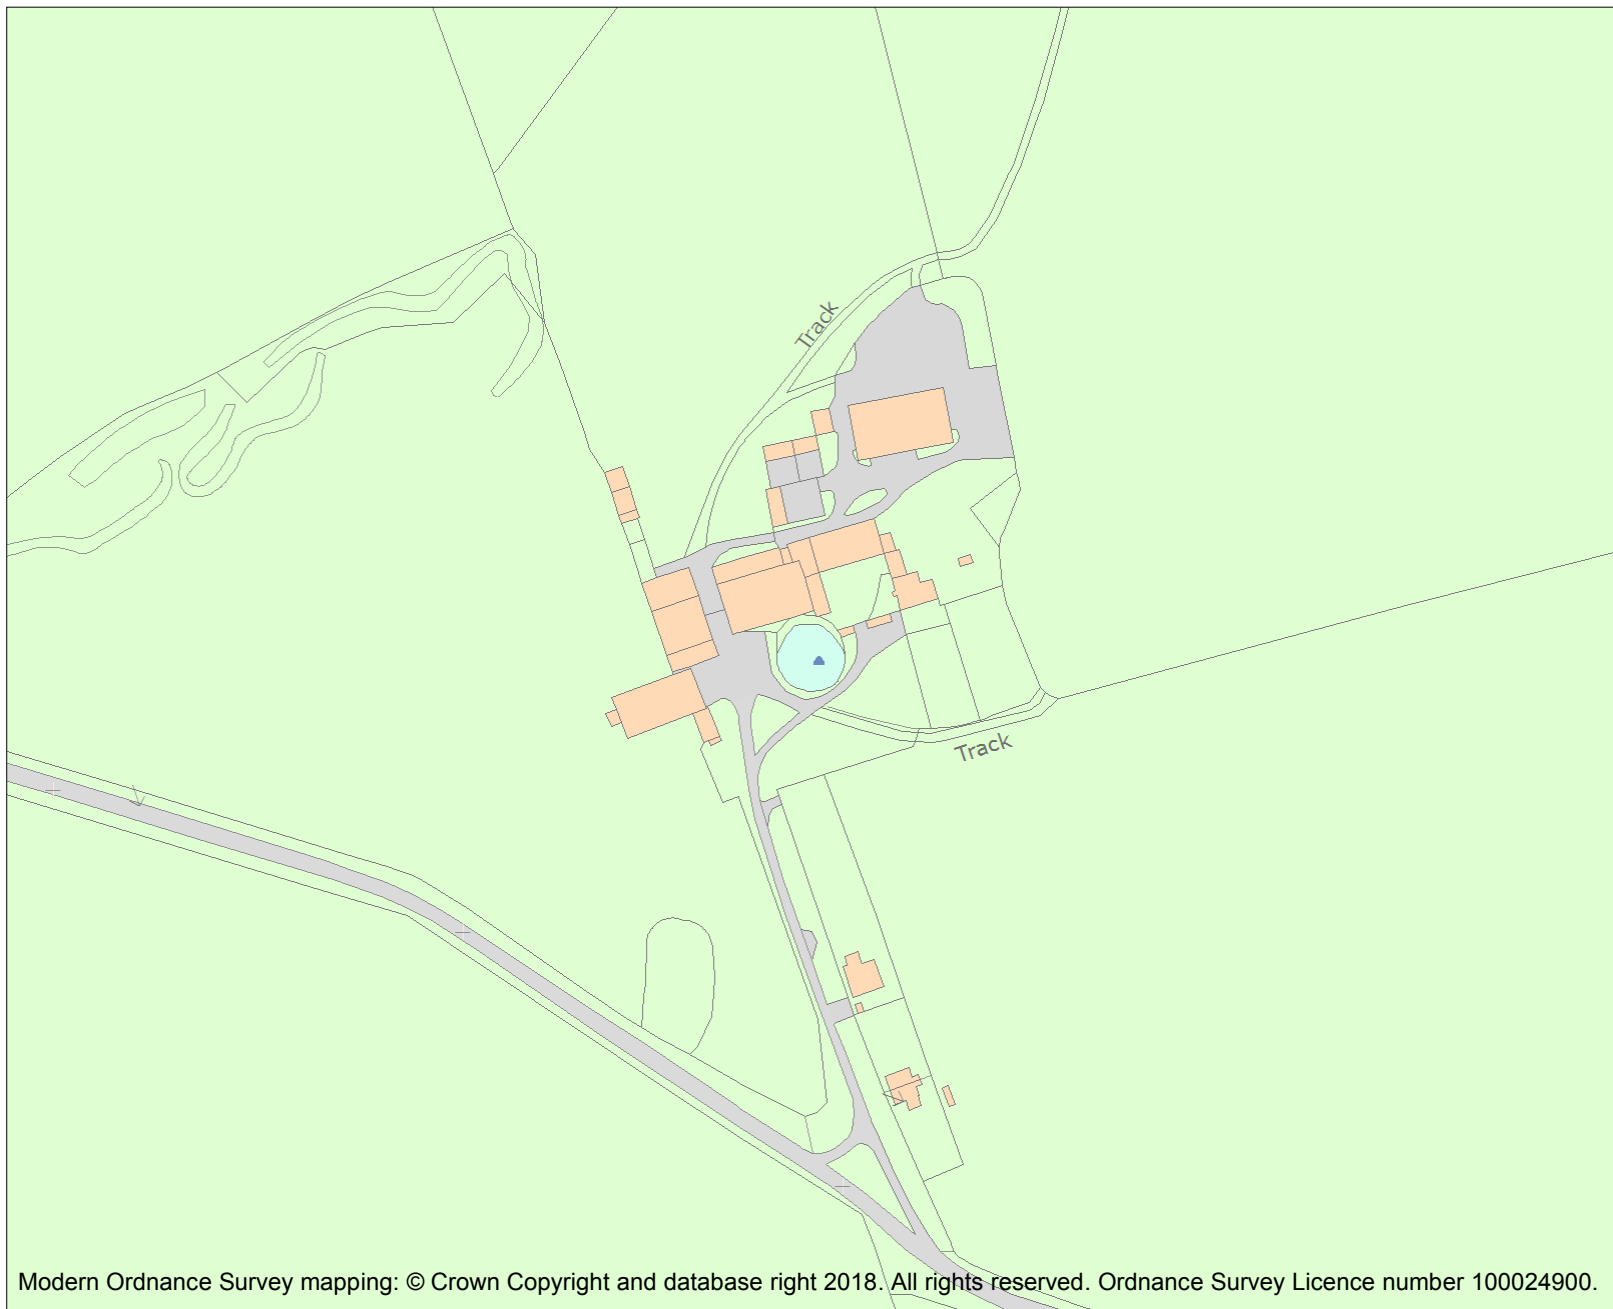 Track
Track
Modern Ordnance Survey mapping: © Crown Copyright and database right 2018. All rights reserved. Ordnance Survey Licence number 100024900.